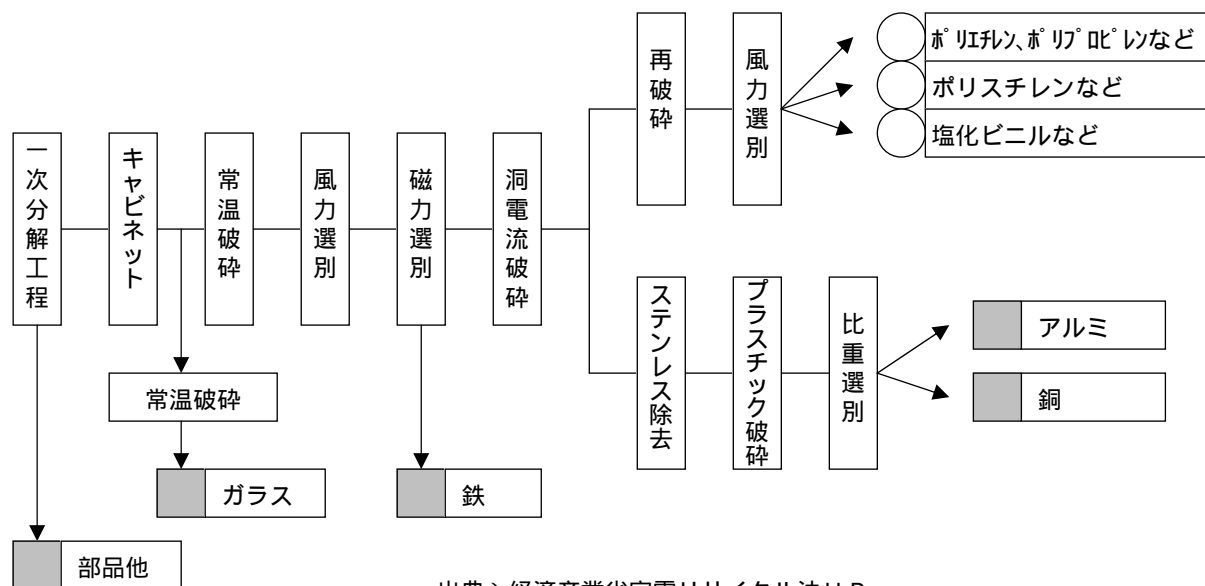 一次分解工程
キャビネット
常温破砕
風力選別
磁力選別
洞電流破砕
再破砕
風力選別
ポリエチレン、ポリプロピレンなど
ポリスチレンなど
塩化ビニルなど
ステンレス除去
プラスチック破砕
比重選別
アルミ
銅
常温破砕
ガラス
鉄
部品他